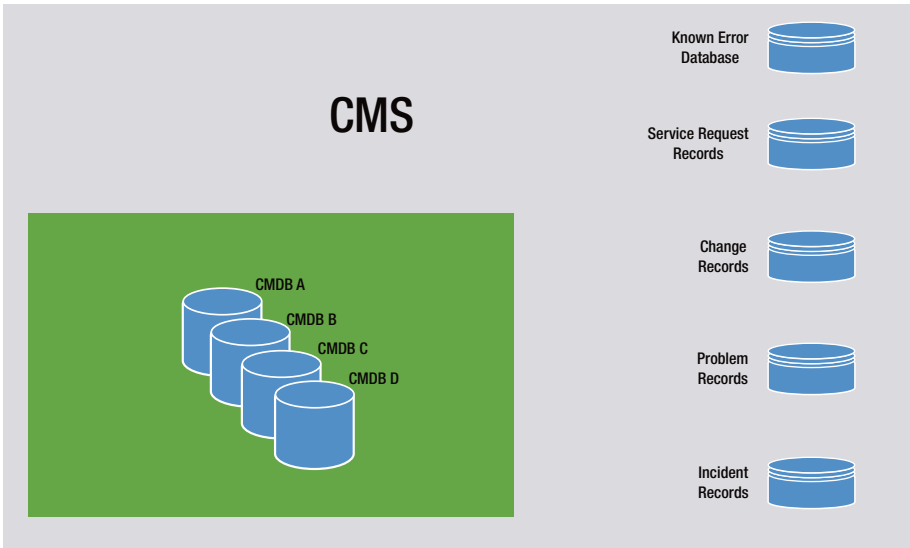 CMS
CMDB A
CMDB B
CMDB C
CMDB D
Known Error
Database
Service Request
Records
Change
Records
Problem
Records
Incident
Records